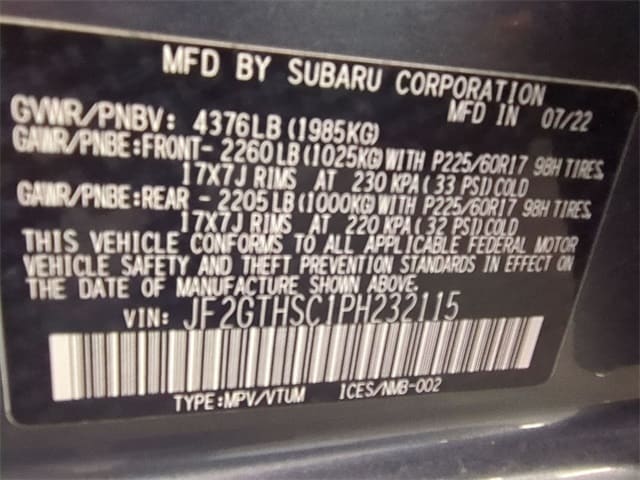 MFD BY SUBARU CORPORATION
MFD IN 07/22
GVWR/PNBV: 4376LB(1985KG)
GAWR/PNBE:FRONT- 2260LB(1025KG)WITH P225/60R17 98H TIRES,
17X7J RIMS AT 230 KPA( 33 PSI)COLD
GAWR/PNBE:REAR - 2205LB(1000KG)WITH P225/60R17 98H TIRES,
17X7J RIMS AT 220 KPA( 32 PSI)COLD
THIS VEHICLE CONFORMS TO ALL APPLICABLE FEDERAL MOTOR
VEHICLE SAFETY AND THEFT PREVENTION STANDARDS IN EFFECT ON
THE DATE OF MANUFACTURE SHOWN ABOVE.
VIN: JF2GTHSC1PH232115
TYPE:MPV/VTUM ICES/NMB-002